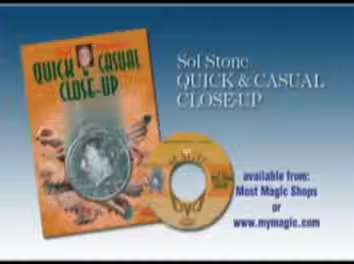 QUICK & CASUAL
CLOSE-UP
Sol Stone
QUICK & CASUAL
CLOSE-UP
dvd
available from:
Most Magic Shops
or
www.mymagic.com